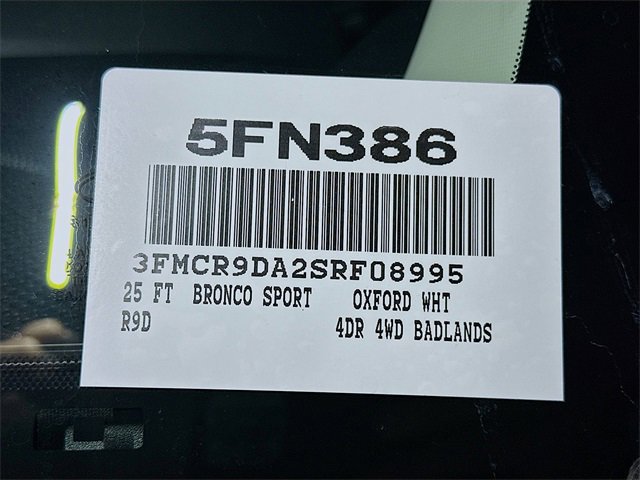 5FN386
3FMCR9DA2SRF08995
25 FT BRONCO SPORT OXFORD WHT
R9D 4DR 4WD BADLANDS